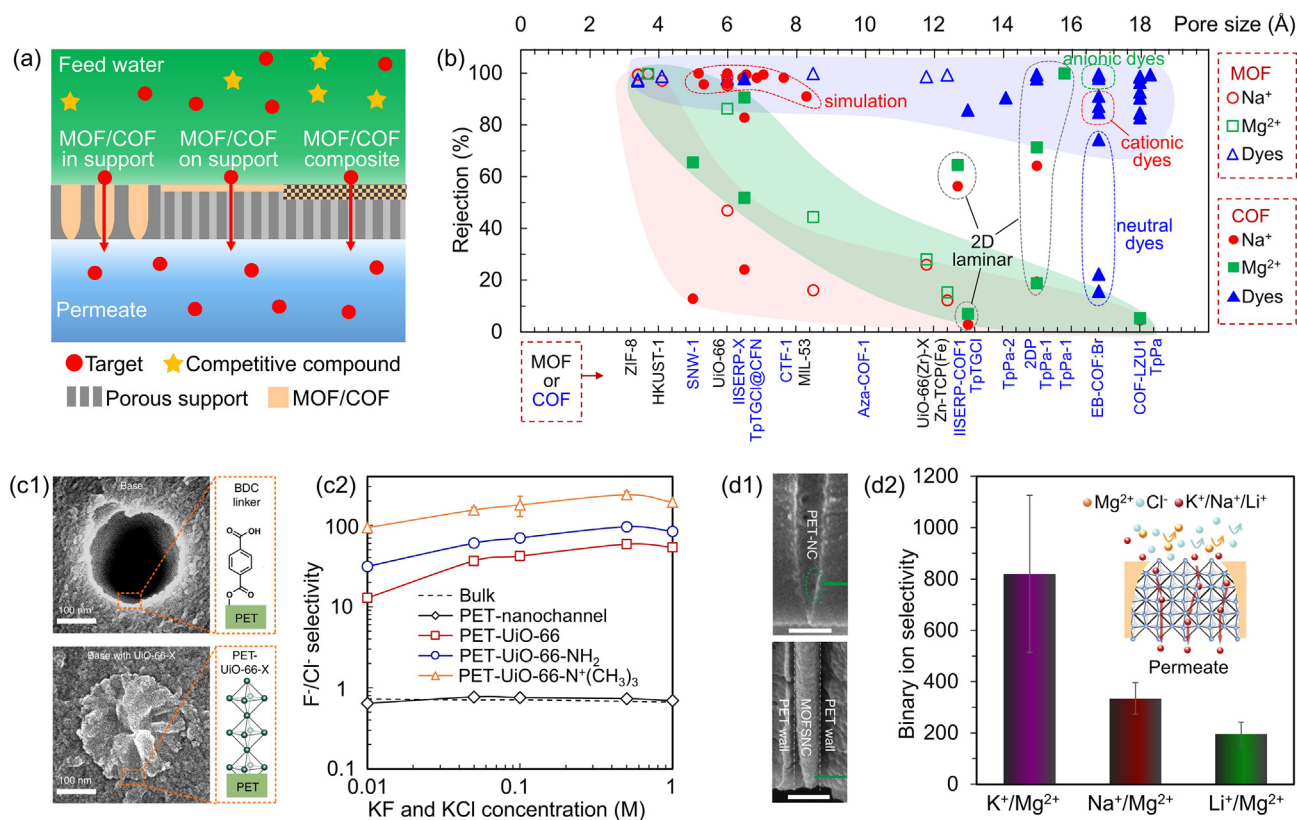 (a)
Feed water
MOF/COF in support
MOF/COF on support
MOF/COF composite
Permeate
Target
Competitive compound
Porous support
MOF/COF
(b)
0 2 4 6 8 10 12 14 16 18 Pore size (Å)
Rejection (%)
100
80
60
40
20
0
simulation
2D laminar
anionic dyes
cationic dyes
neutral dyes
MOF
Na⁺
Mg²⁺
Dyes
COF
Na⁺
Mg²⁺
Dyes
MOF or COF
ZIF-8
HKUST-1
SNW-1
UiO-66
IISERP-X
TpTGCl@CFN
CTF-1
MIL-53
Aza-COF-1
UiO-66(Zr)-X
Zn-TCP(Fe)
IISERP-COF1
TpTGCl
TpPa-2
2DP
TpPa-1
TpPa-1
EB-COF:Br
COF-LZU1
TpPa
(c1)
Base
100 nm
BDC linker
O OH
O O
PET
Base with UiO-66-X
100 nm
PET-UiO-66-X
PET
(c2)
F⁻/Cl⁻ selectivity
100
10
1
0.1
Bulk
PET-nanochannel
PET-UiO-66
PET-UiO-66-NH₂
PET-UiO-66-N⁺(CH₃)₃
0.01 0.1 1
KF and KCl concentration (M)
(d1)
PET-NC
PET wall
MOFSNC
PET wall
(d2)
Binary ion selectivity
1200
1000
800
600
400
200
0
Mg²⁺ Cl⁻ K⁺/Na⁺/Li⁺
Permeate
K⁺/Mg²⁺ Na⁺/Mg²⁺ Li⁺/Mg²⁺